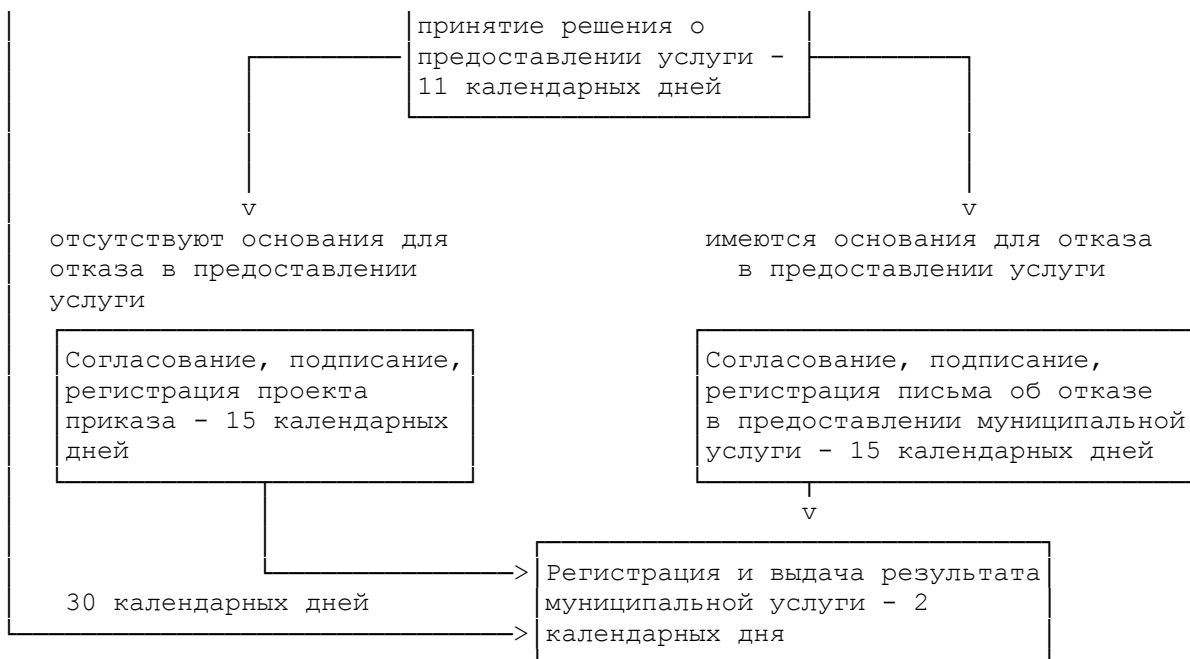 принятие решения о
предоставлении услуги -
11 календарных дней
v
v
отсутствуют основания для
отказа в предоставлении
услуги
имеются основания для отказа
в предоставлении услуги
Согласование, подписание,
регистрация проекта
приказа - 15 календарных
дней
Согласование, подписание,
регистрация письма об отказе
в предоставлении муниципальной
услуги - 15 календарных дней
v
30 календарных дней
Регистрация и выдача результата
муниципальной услуги - 2
календарных дня